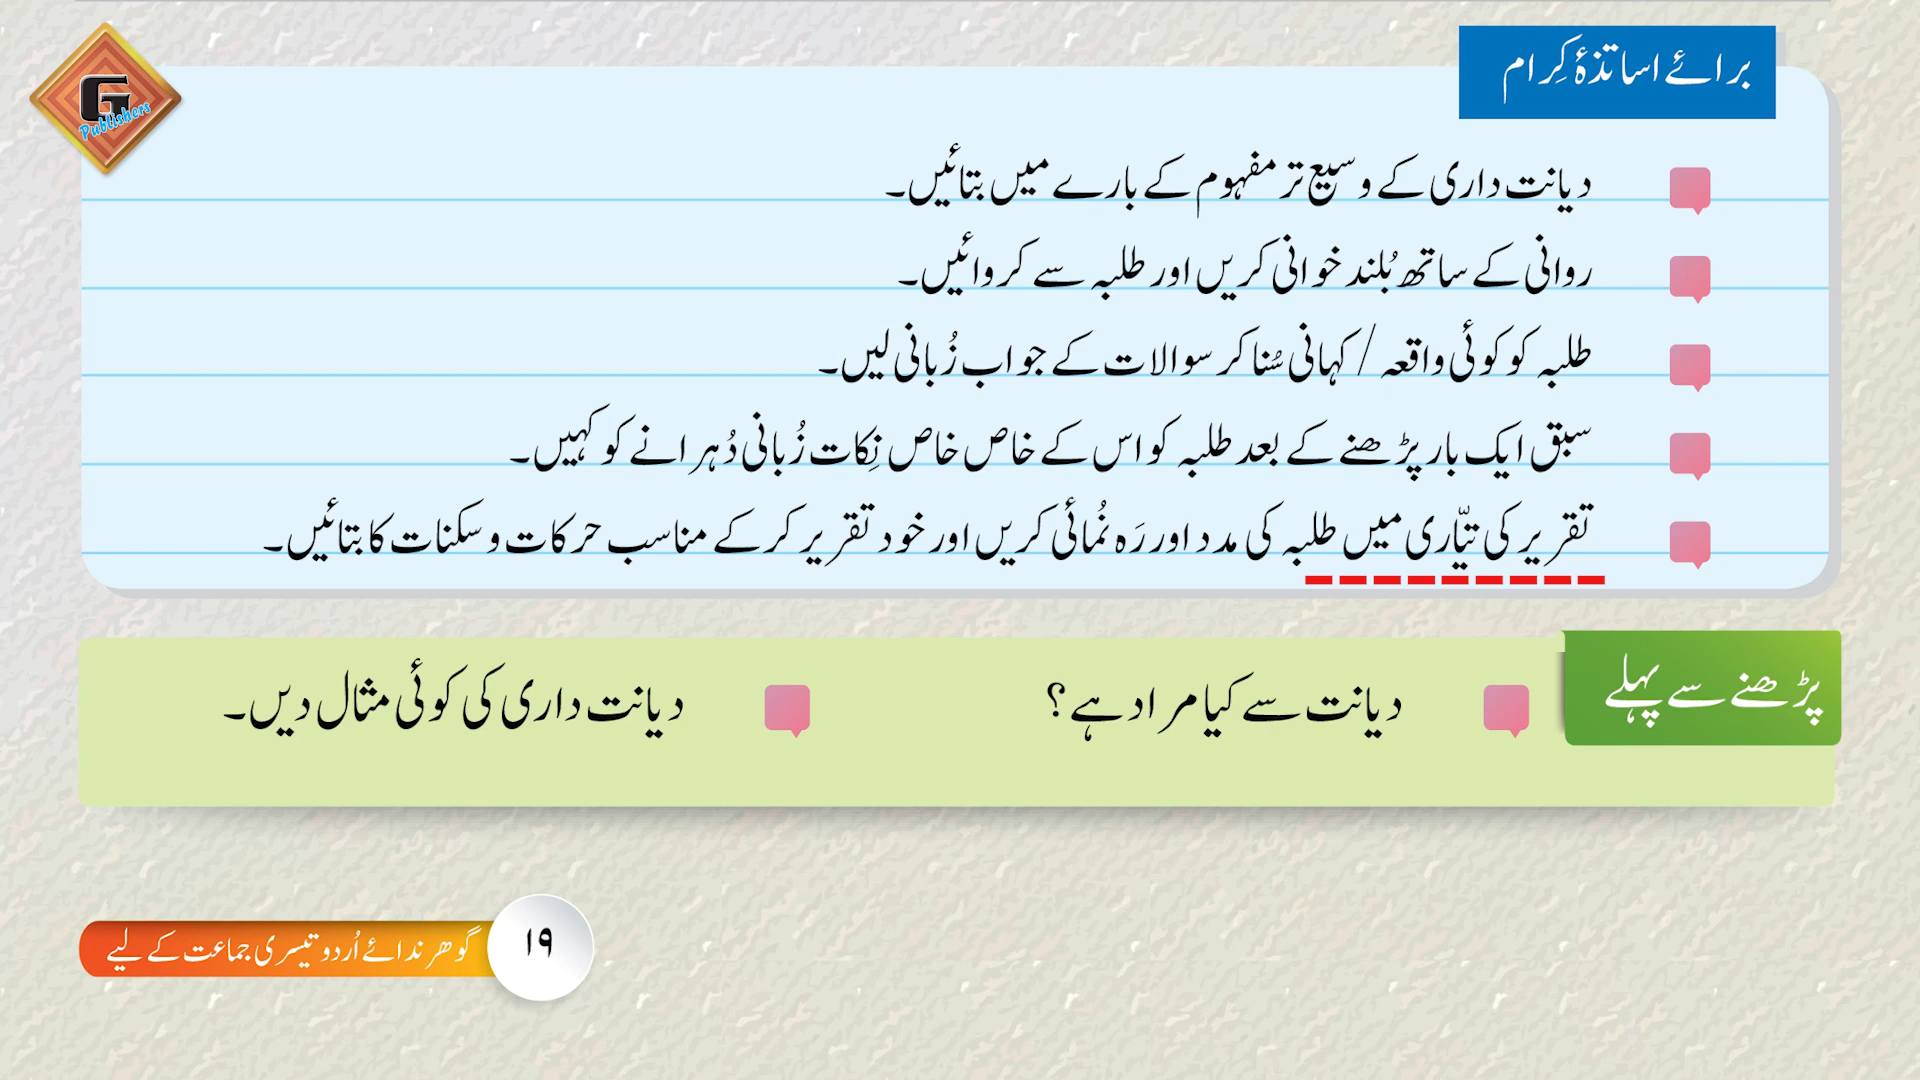 G
Publishers
برائے اساتذۂ کِرام
دیانت داری کے وسیع تر مفہوم کے بارے میں بتائیں۔
روانی کے ساتھ بُلند خوانی کریں اور طلبہ سے کروائیں۔
طلبہ کو کوئی واقعہ / کہانی سُنا کر سوالات کے جواب زُبانی لیں۔
سبق ایک بار پڑھنے کے بعد طلبہ کو اس کے خاص خاص نِکات زُبانی دُہرانے کو کہیں۔
تقریر کی تیّاری میں طلبہ کی مدد اور رَہ نُمائی کریں اور خود تقریر کر کے مناسب حرکات و سکنات کا بتائیں۔
پڑھنے سے پہلے
دیانت سے کیا مراد ہے؟
دیانت داری کی کوئی مثال دیں۔
۱۹
گوھر ندائے اُردو تیسری جماعت کے لیے